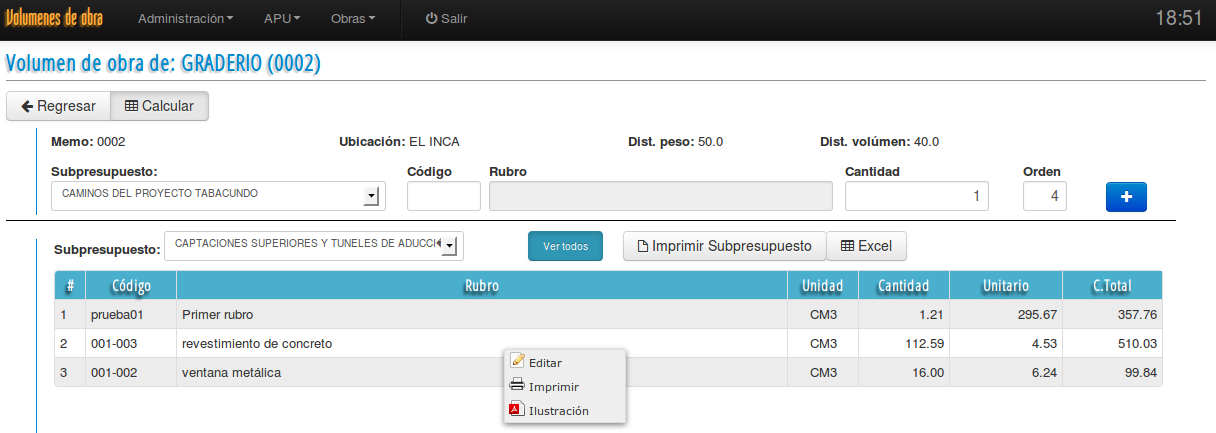 Volumenes de obra Administración APU Obras Salir 18:51
Volumen de obra de: GRADERIO (0002)
Regresar Calcular
Memo: 0002 Ubicación: EL INCA Dist. peso: 50.0 Dist. volúmen: 40.0
Subpresupuesto: Código Rubro Cantidad Orden
CAMINOS DEL PROYECTO TABACUNDO 1 4 +
Subpresupuesto: CAPTACIONES SUPERIORES Y TUNELES DE ADUCCI Ver todos Imprimir Subpresupuesto Excel
# Código Rubro Unidad Cantidad Unitario C.Total
1 prueba01 Primer rubro CM3 1.21 295.67 357.76
2 001-003 revestimiento de concreto CM3 112.59 4.53 510.03
3 001-002 ventana metálica CM3 16.00 6.24 99.84
Editar
Imprimir
Ilustración